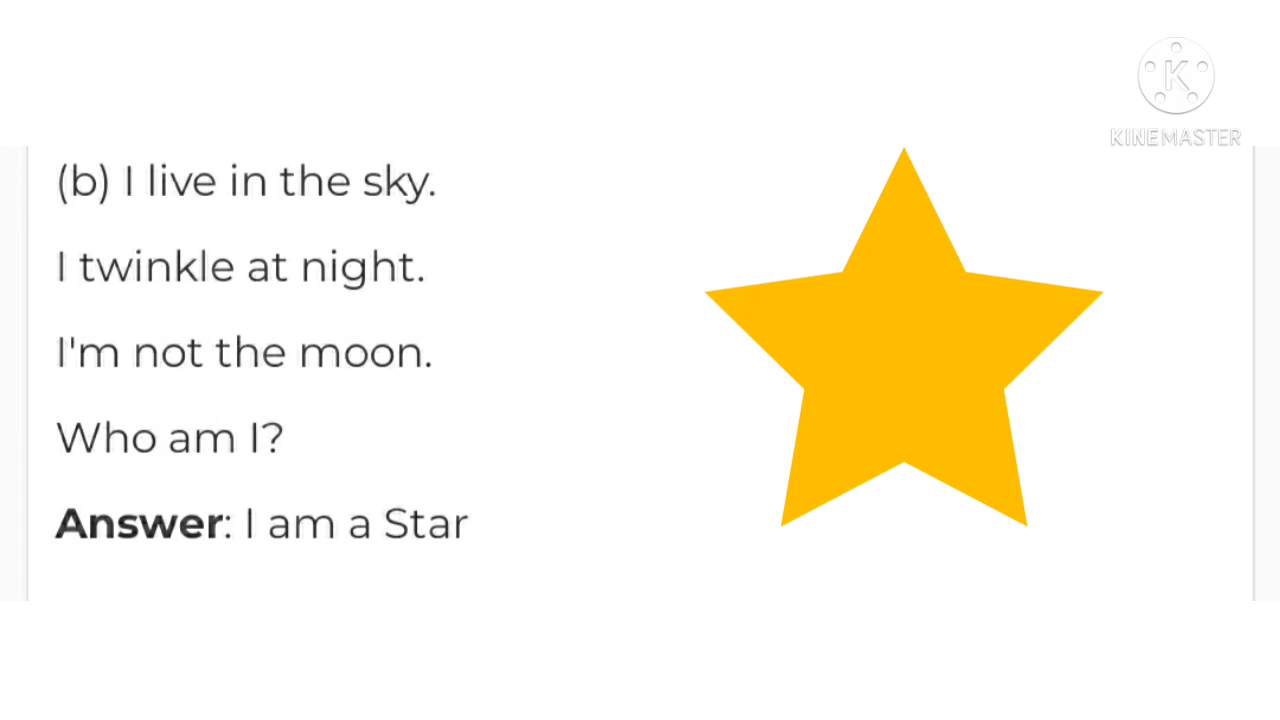 KINEMASTER
(b) I live in the sky.
I twinkle at night.
I'm not the moon.
Who am I?
Answer: I am a Star